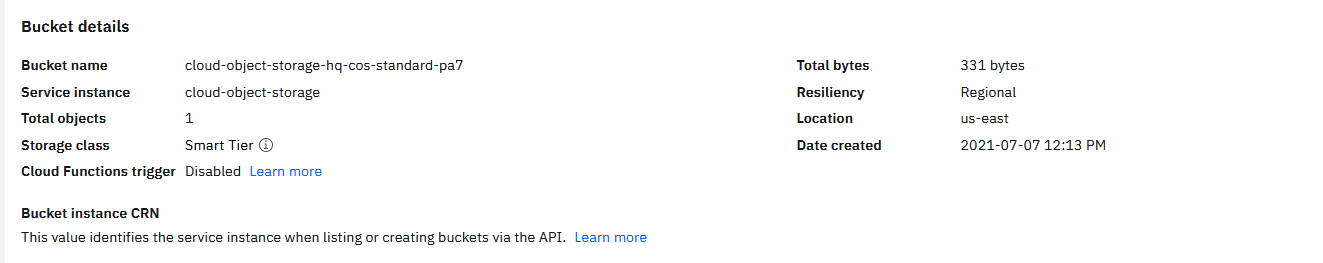 Bucket details
Bucket name cloud-object-storage-hq-cos-standard-pa7 Total bytes 331 bytes
Service instance cloud-object-storage Resiliency Regional
Total objects 1 Location us-east
Storage class Smart Tier Date created 2021-07-07 12:13 PM
Cloud Functions trigger Disabled Learn more
Bucket instance CRN
This value identifies the service instance when listing or creating buckets via the API. Learn more